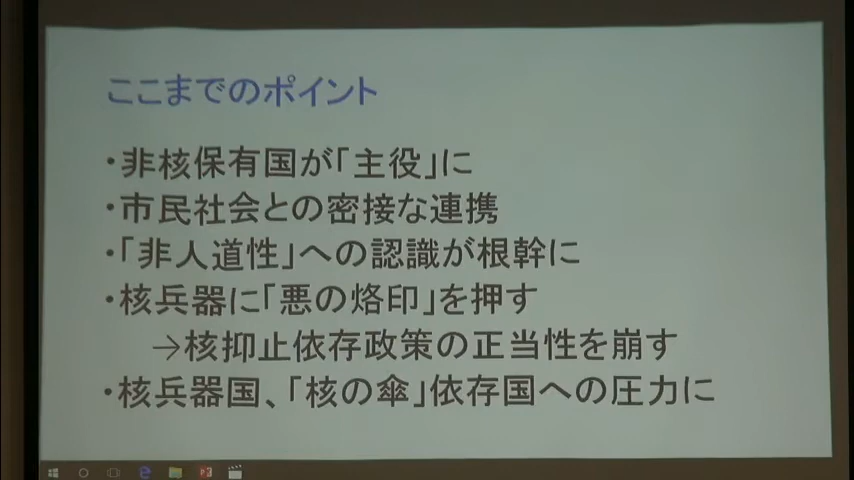 ここまでのポイント
・非核保有国が「主役」に
・市民社会との密接な連携
・「非人道性」への認識が根幹に
・核兵器に「悪の烙印」を押す
→核抑止依存政策の正当性を崩す
・核兵器国、「核の傘」依存国への圧力に